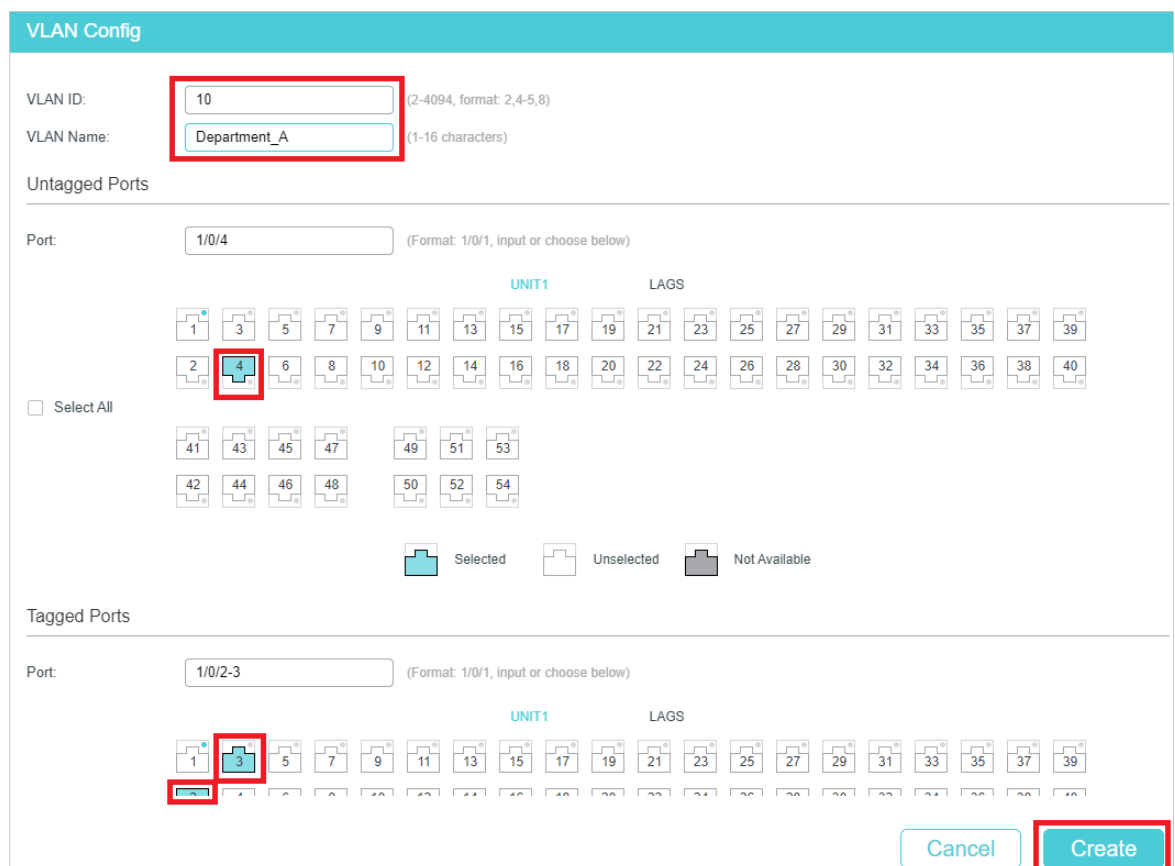 VLAN Config
VLAN ID: 10 (2-4094, format: 2,4-5,8)
VLAN Name: Department_A (1-16 characters)
Untagged Ports
Port: 1/0/4 (Format: 1/0/1, input or choose below)
UNIT1 LAGS
1 3 5 7 9 11 13 15 17 19 21 23 25 27 29 31 33 35 37 39
2 4 6 8 10 12 14 16 18 20 22 24 26 28 30 32 34 36 38 40
Select All
41 43 45 47 49 51 53
42 44 46 48 50 52 54
Selected Unselected Not Available
Tagged Ports
Port: 1/0/2-3 (Format: 1/0/1, input or choose below)
UNIT1 LAGS
1 3 5 7 9 11 13 15 17 19 21 23 25 27 29 31 33 35 37 39
Cancel Create